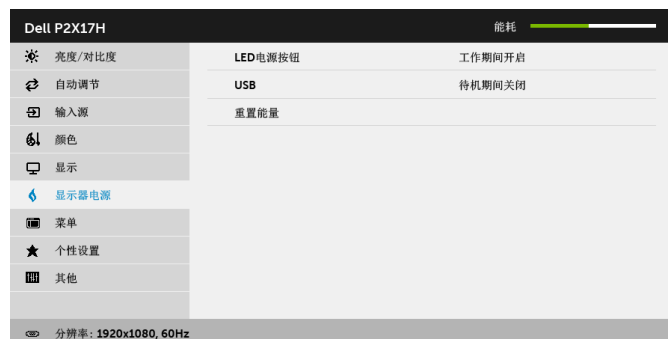 Dell P2X17H 能耗
亮度/对比度 LED电源按钮 工作期间开启
自动调节 USB 待机期间关闭
输入源 重置能量
颜色
显示
显示器电源
菜单
个性设置
其他
分辨率: 1920x1080, 60Hz